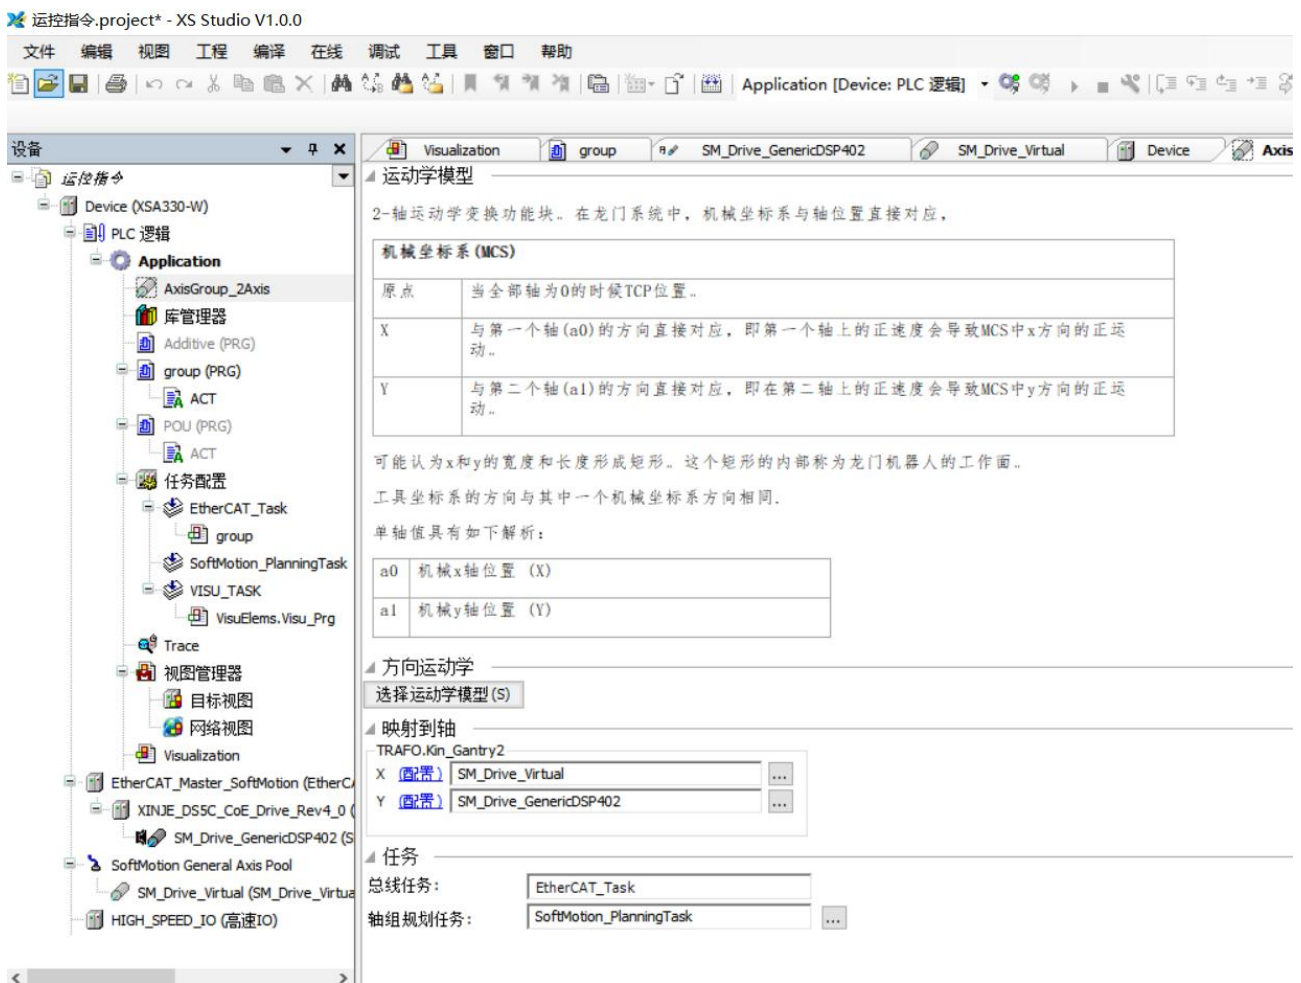 运控指令.project* - XS Studio V1.0.0
文件 编辑 视图 工程 编译 在线 调试 工具 窗口 帮助
Application [Device: PLC 逻辑]
设备
运控指令
Device (XSA330-W)
PLC 逻辑
Application
AxisGroup_2Axis
库管理器
Additive (PRG)
group (PRG)
ACT
POU (PRG)
ACT
任务配置
EtherCAT_Task
group
SoftMotion_PlanningTask
VISU_TASK
VisuElems.Visu_Prg
Trace
视图管理器
目标视图
网络视图
Visualization
EtherCAT_Master_SoftMotion (EtherCA
XINJE_DS5C_CoE_Drive_Rev4_0 (
SM_Drive_GenericDSP402 (S
SoftMotion General Axis Pool
SM_Drive_Virtual (SM_Drive_Virtua
HIGH_SPEED_IO (高速IO)
Visualization group SM_Drive_GenericDSP402 SM_Drive_Virtual Device Axis
运动学模型
2-轴运动学变换功能块。在龙门系统中，机械坐标系与轴位置直接对应，
机械坐标系(MCS)
原点 当全部轴为0的时候TCP位置。
X 与第一个轴(a0)的方向直接对应，即第一个轴上的正速度会导致MCS中x方向的正运
动。
Y 与第二个轴(a1)的方向直接对应，即在第二轴上的正速度会导致MCS中y方向的正运
动。
可能认为x和y的宽度和长度形成矩形。这个矩形的内部称为龙门机器人的工作面。
工具坐标系的方向与其中一个机械坐标系方向相同.
单轴值具有如下解析：
a0 机械x轴位置 (X)
a1 机械y轴位置 (Y)
方向运动学
选择运动学模型(S)
映射到轴
TRAFO.Kin_Gantry2
X (配置) SM_Drive_Virtual ...
Y (配置) SM_Drive_GenericDSP402 ...
任务
总线任务: EtherCAT_Task
轴组规划任务: SoftMotion_PlanningTask ...